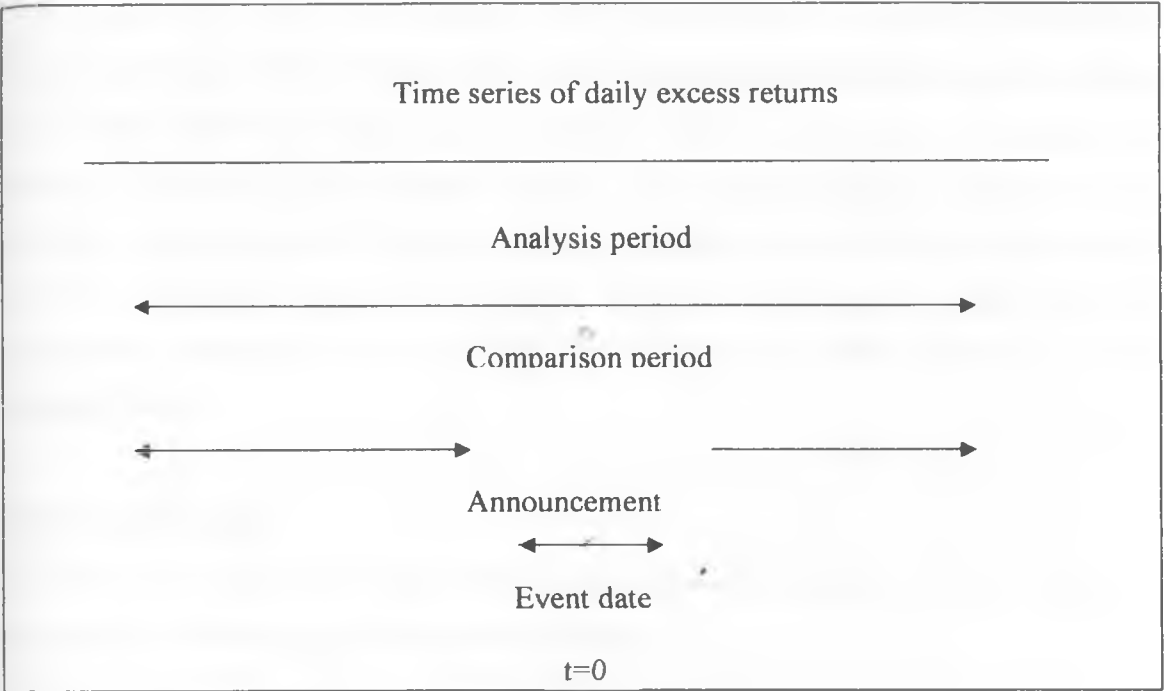 Time series of daily excess returns
Analysis period
Comparison period
Announcement
Event date
t=0